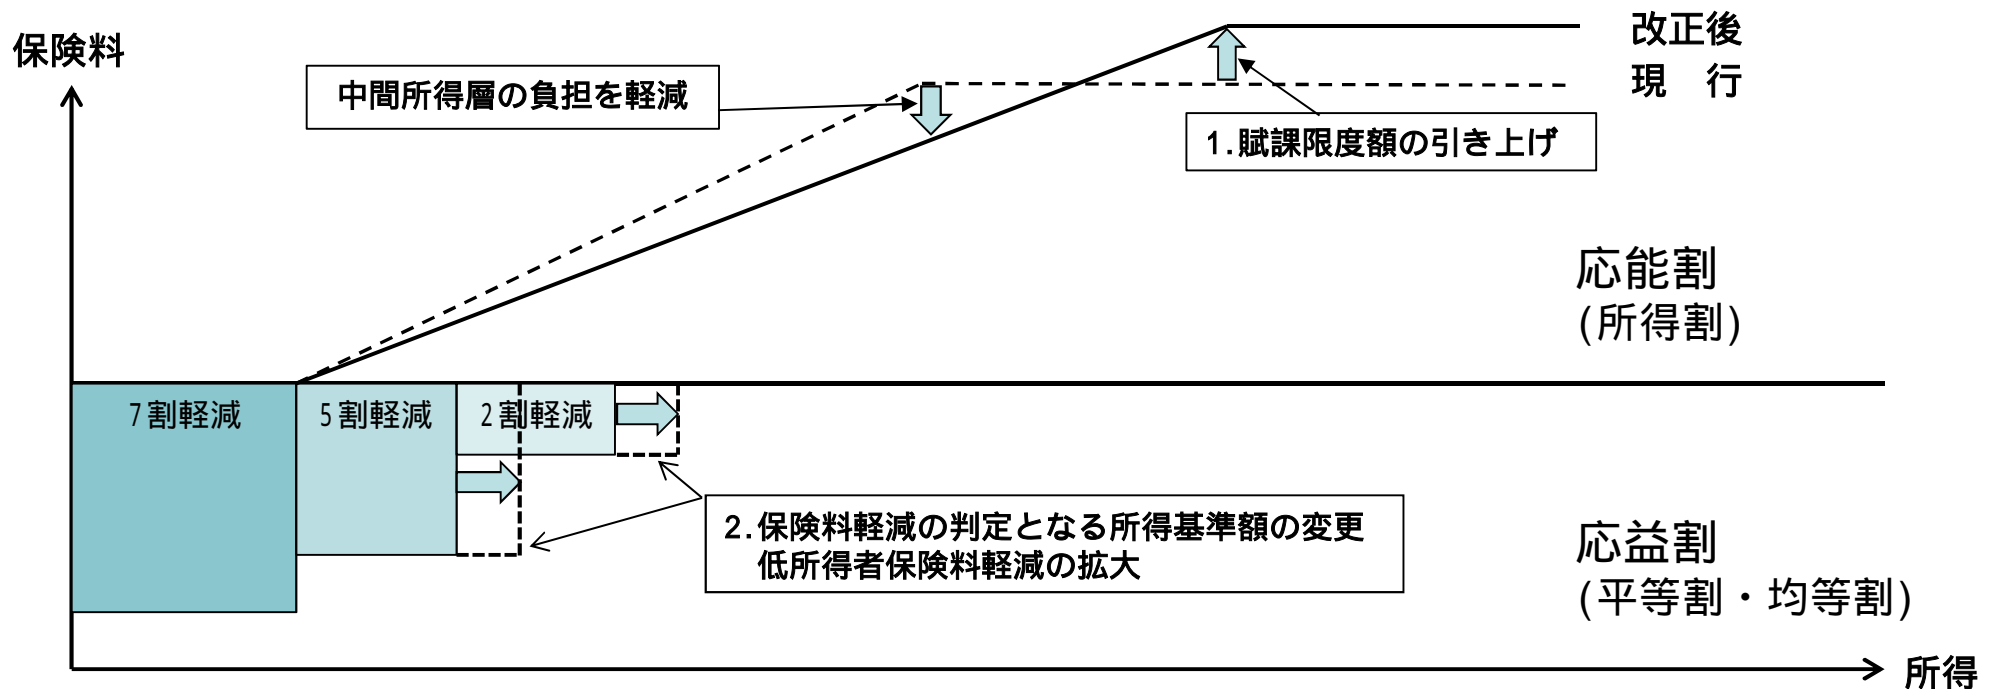 保険料
改正後
現　行
中間所得層の負担を軽減
1.賦課限度額の引き上げ
応能割
(所得割)
7割軽減
5割軽減
2割軽減
2.保険料軽減の判定となる所得基準額の変更
低所得者保険料軽減の拡大
応益割
(平等割・均等割)
所得